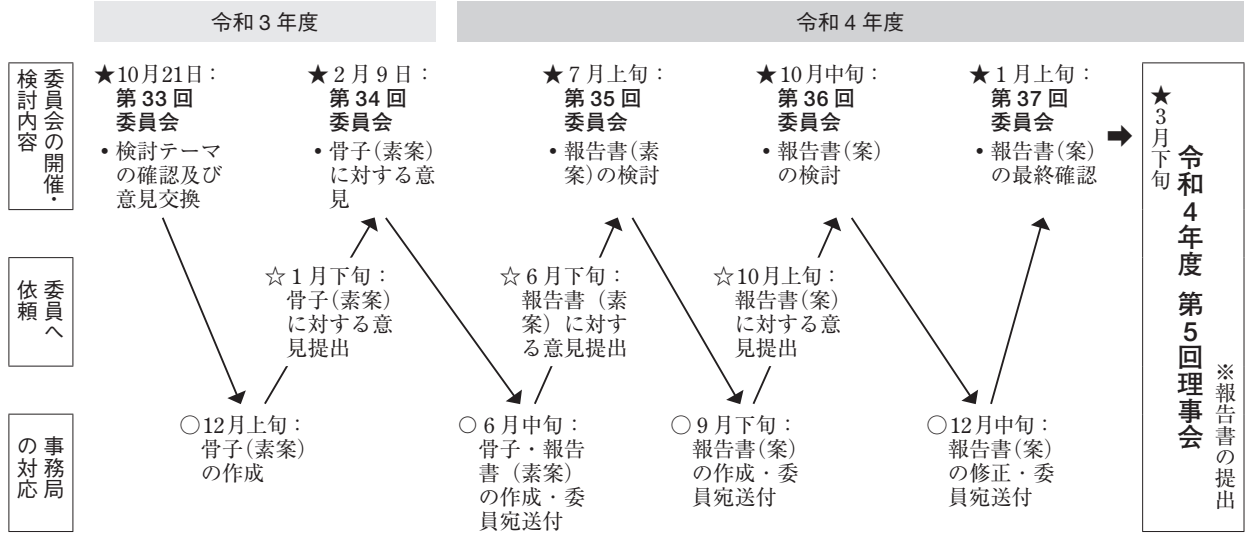 令和3年度
令和4年度
委員会の開催・
検討内容
★10月21日：
第33回
委員会
・検討テーマ
の確認及び
意見交換
★2月9日：
第34回
委員会
・骨子(素案)
に対する意
見
★7月上旬：
第35回
委員会
・報告書(素
案)の検討
★10月中旬：
第36回
委員会
・報告書(案)
の検討
★1月上旬：
第37回
委員会
・報告書(案)
の最終確認
★3月下旬
令和4年度 第5回理事会
※報告書の提出
委員へ
依頼
☆1月下旬：
骨子(素案)
に対する意
見提出
☆6月下旬：
報告書（素
案）に対す
る意見提出
☆10月上旬：
報告書(案)
に対する意
見提出
事務局
の対応
○12月上旬：
骨子(素案)
の作成
○6月中旬：
骨子・報告
書（素案）
の作成・委
員宛送付
○9月下旬：
報告書(案)
の作成・委
員宛送付
○12月中旬：
報告書(案)
の修正・委
員宛送付